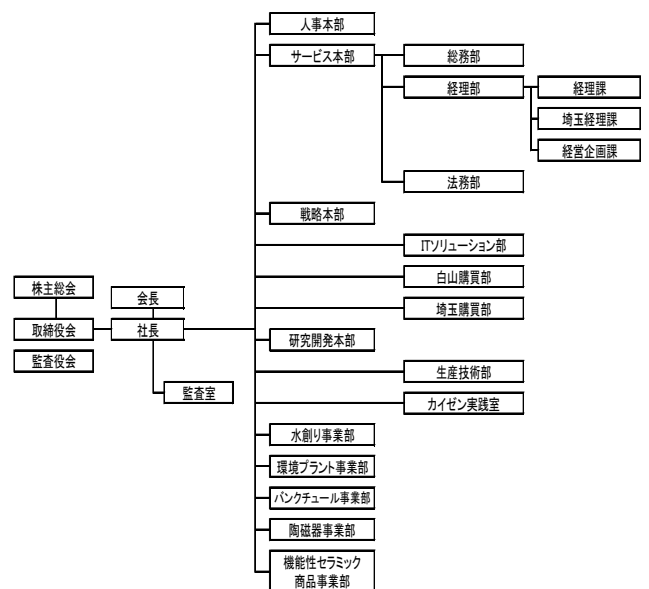 人事本部
サービス本部
総務部
経理部
経理課
埼玉経理課
経営企画課
法務部
戦略本部
ITソリューション部
白山購買部
株主総会
会長
埼玉購買部
取締役会
社長
研究開発本部
監査役会
生産技術部
監査室
カイゼン実践室
水創り事業部
環境プラント事業部
バンクチュール事業部
陶磁器事業部
機能性セラミック
商品事業部